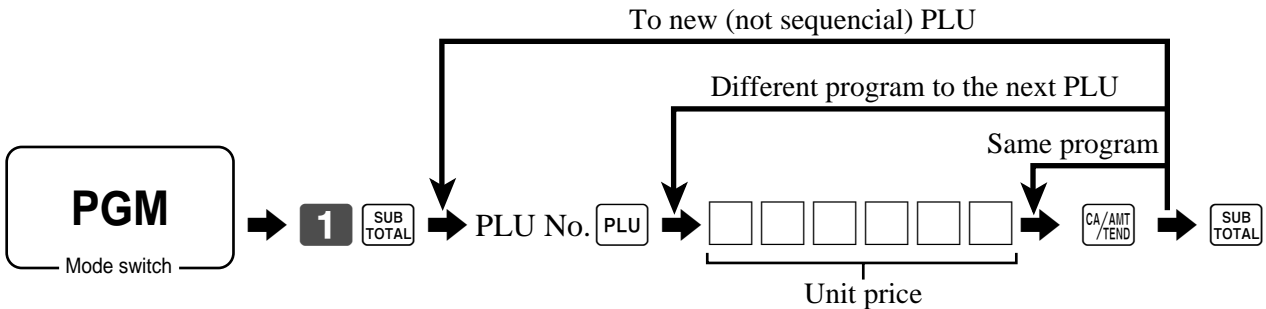 To new (not sequencial) PLU
Different program to the next PLU
Same program
PGM
Mode switch
1 SUB TOTAL PLU No. PLU CA/AMT TEND SUB TOTAL
Unit price